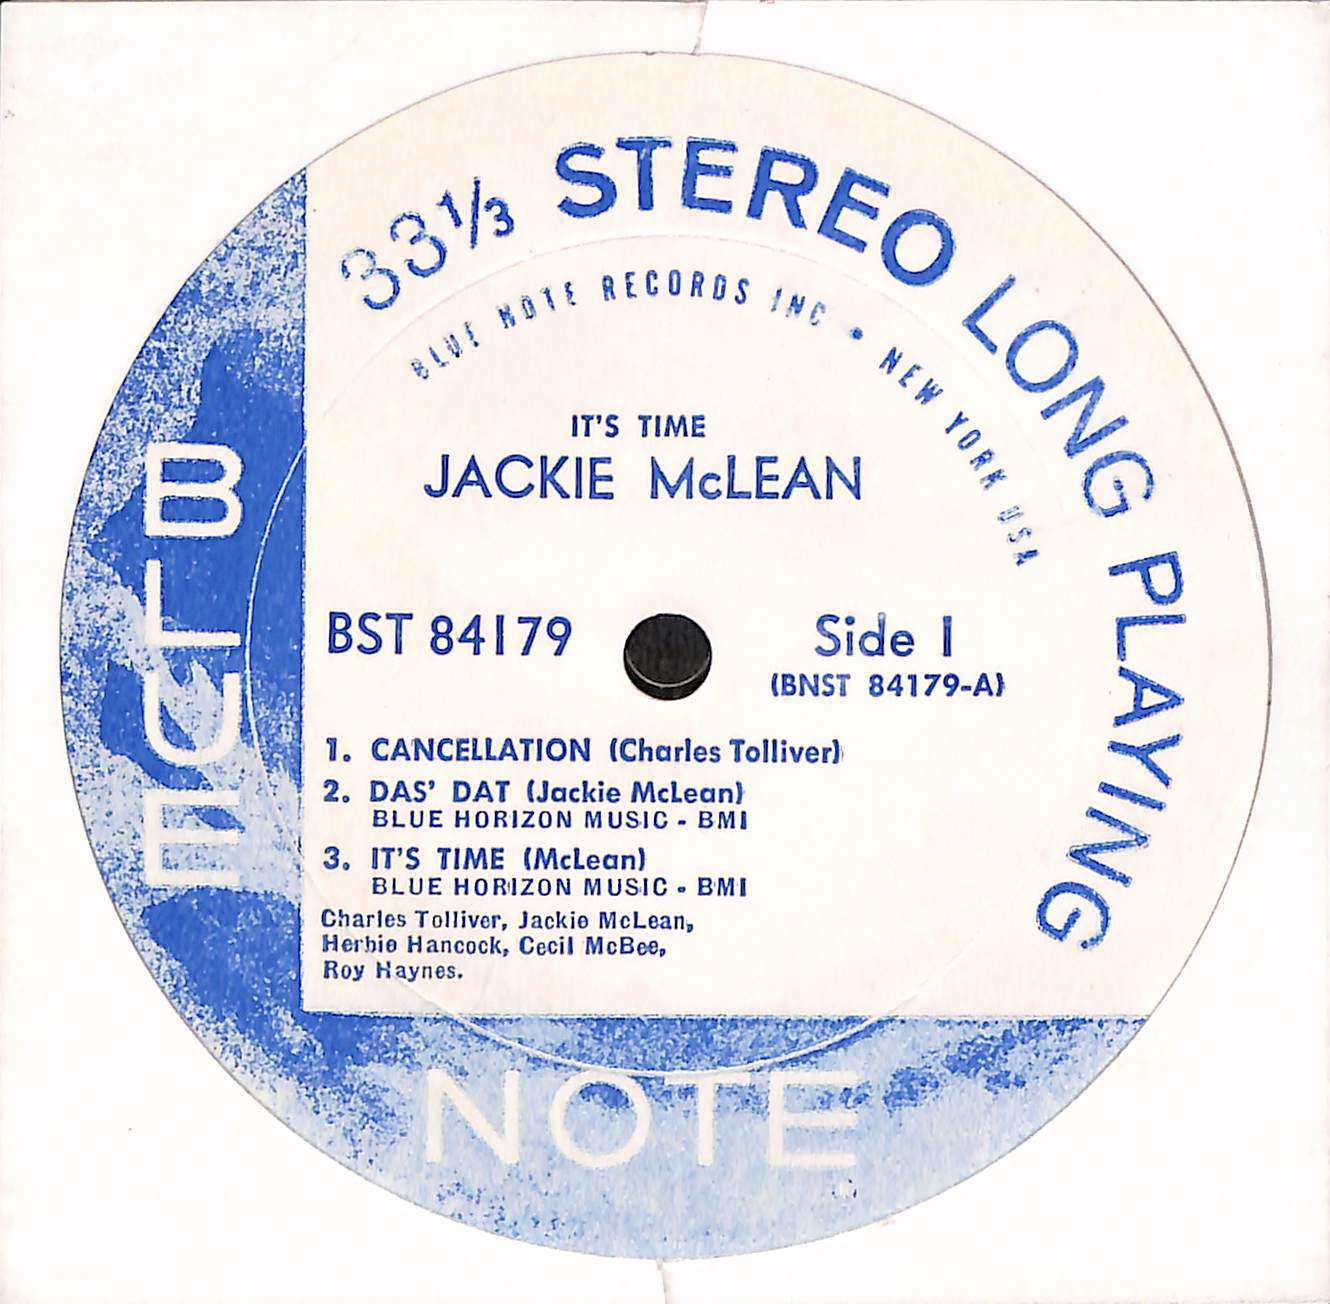 33⅓ STEREO LONG PLAYING
BLUE NOTE RECORDS INC • NEW YORK USA
IT'S TIME
JACKIE McLEAN
BST 84179
Side 1
(BNST 84179-A)
1. CANCELLATION (Charles Tolliver)
2. DAS' DAT (Jackie McLean)
BLUE HORIZON MUSIC - BMI
3. IT'S TIME (McLean)
BLUE HORIZON MUSIC - BMI
Charles Tolliver, Jackie McLean,
Herbie Hancock, Cecil McBee,
Roy Haynes.
BLUE
NOTE